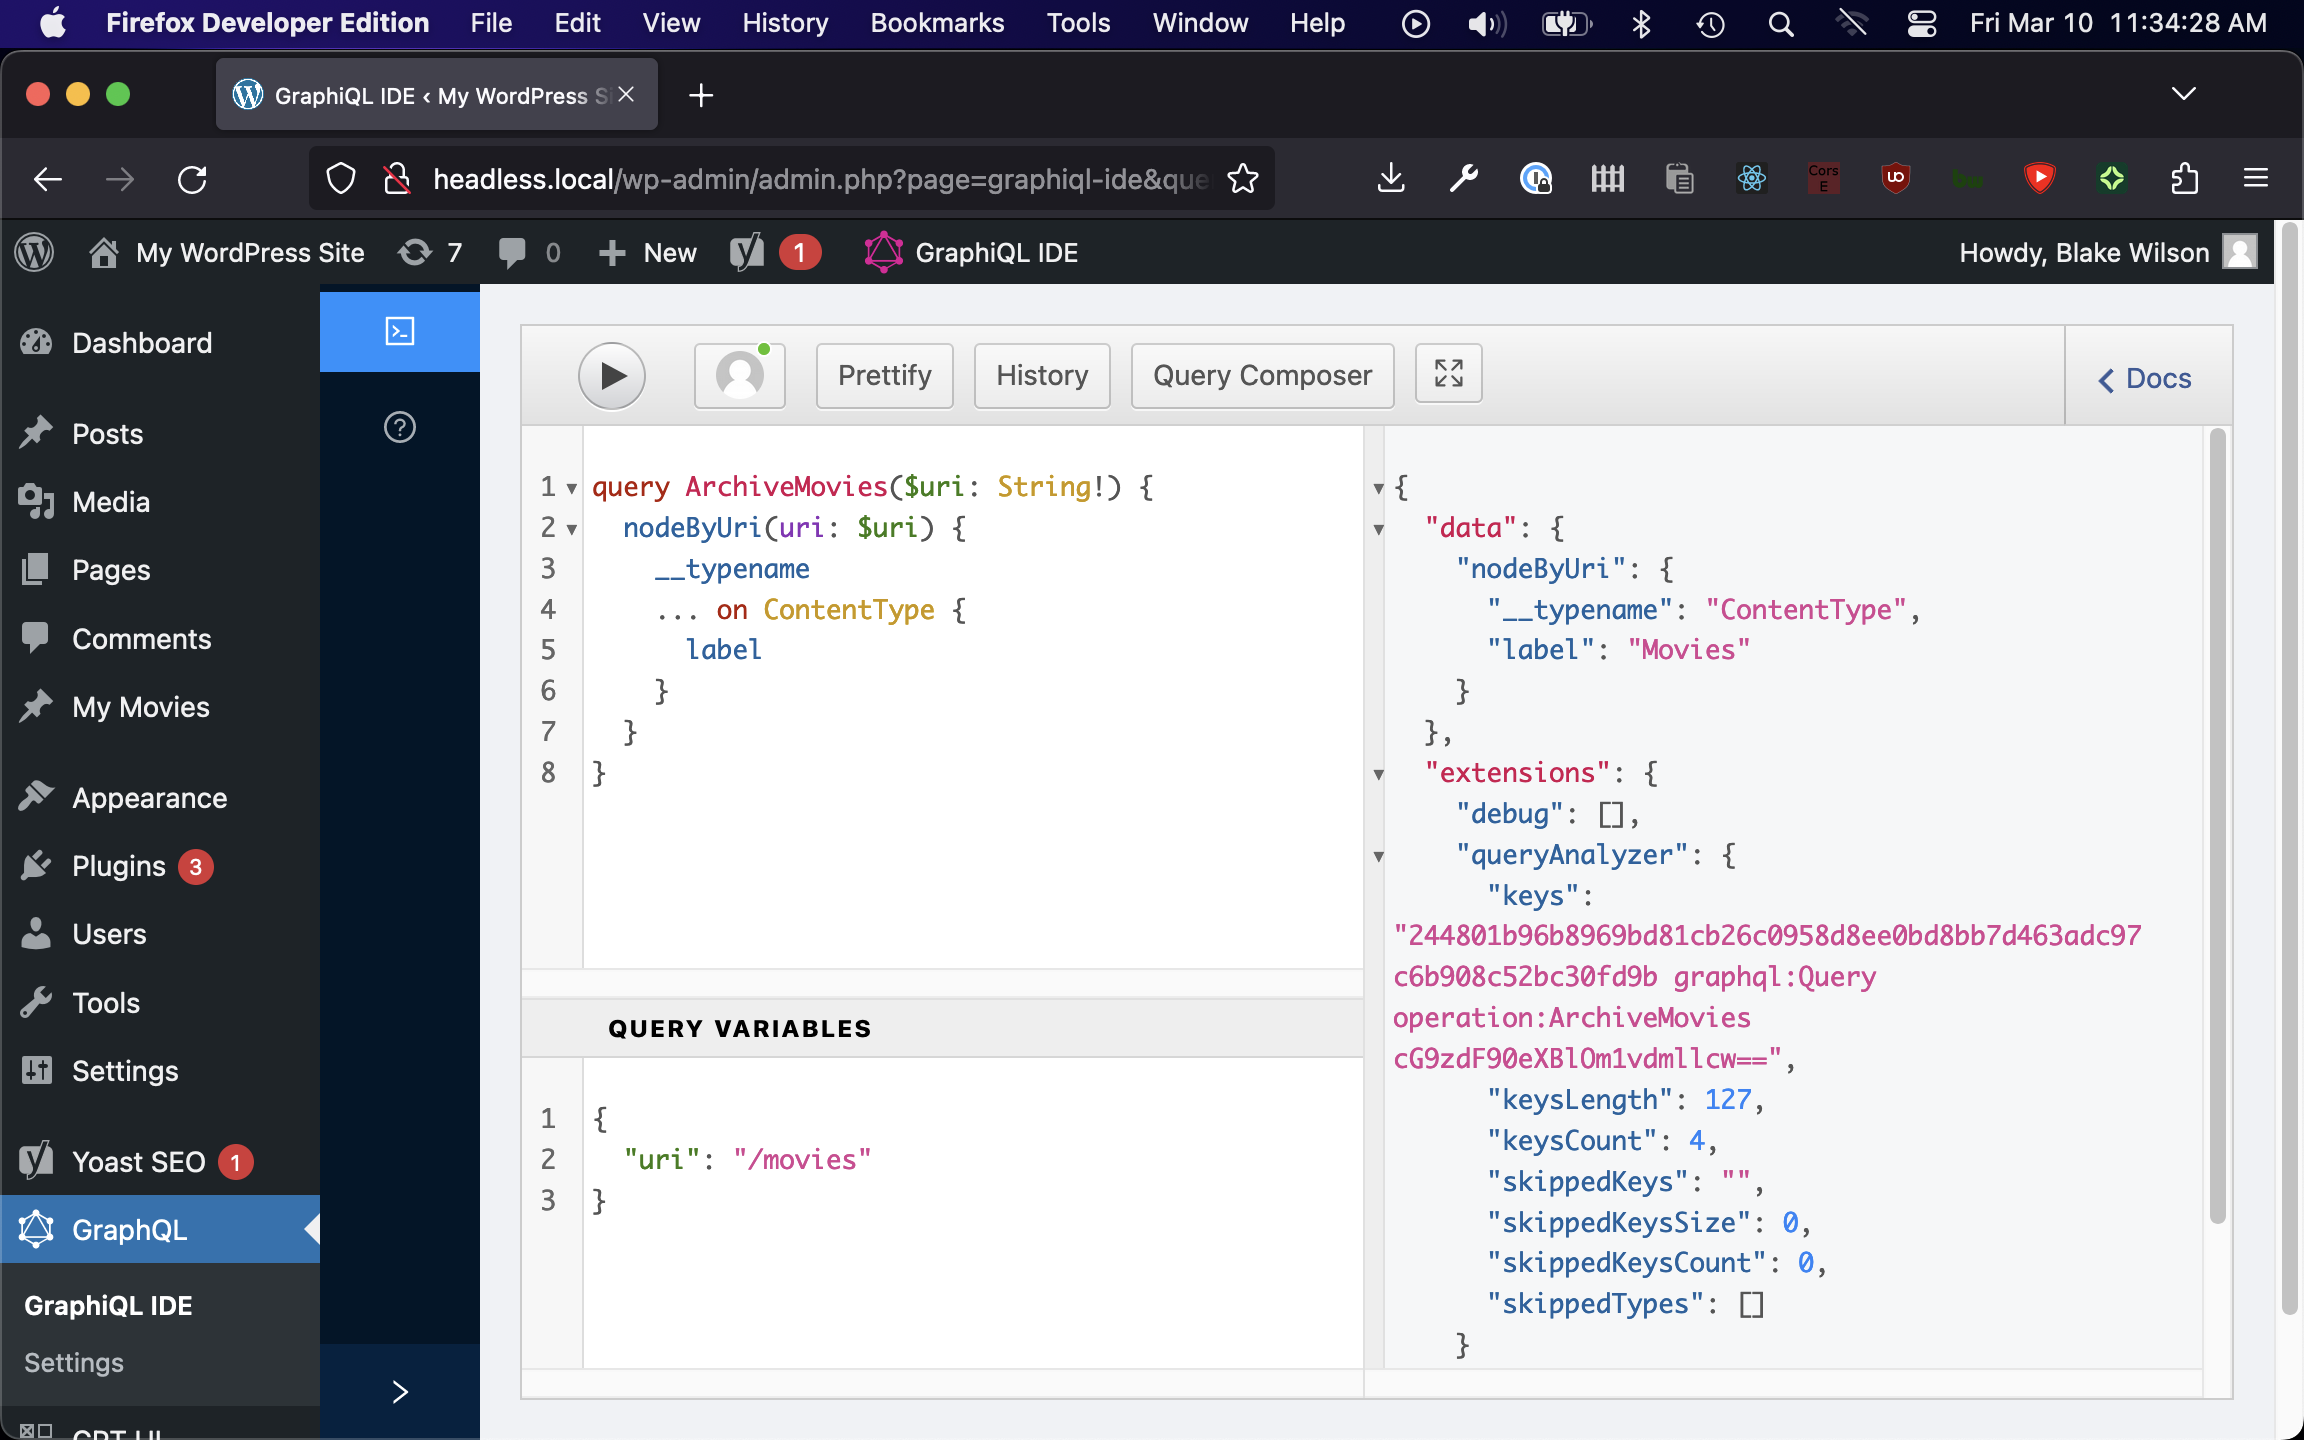 Firefox Developer Edition File Edit View History Bookmarks Tools Window Help Fri Mar 10 11:34:28 AM
GraphiQL IDE ‹ My WordPress Si
headless.local/wp-admin/admin.php?page=graphiql-ide&que
Cors
E
UO
bw
My WordPress Site 7 0 New 1 GraphiQL IDE Howdy, Blake Wilson
Dashboard
Posts
Media
Pages
Comments
My Movies
Appearance
Plugins 3
Users
Tools
Settings
Yoast SEO 1
GraphQL
GraphiQL IDE
Settings
CPT UI
Prettify History Query Composer Docs
1 query ArchiveMovies($uri: String!) {
2 nodeByUri(uri: $uri) {
3 __typename
4 ... on ContentType {
5 label
6 }
7 }
8 }
QUERY VARIABLES
1 {
2 "uri": "/movies"
3 }
{
"data": {
"nodeByUri": {
"__typename": "ContentType",
"label": "Movies"
}
},
"extensions": {
"debug": [],
"queryAnalyzer": {
"keys":
"244801b96b8969bd81cb26c0958d8ee0bd8bb7d463adc97
c6b908c52bc30fd9b graphql:Query
operation:ArchiveMovies
cG9zdF90eXBlOm1vdmllcw==",
"keysLength": 127,
"keysCount": 4,
"skippedKeys": "",
"skippedKeysSize": 0,
"skippedKeysCount": 0,
"skippedTypes": []
}